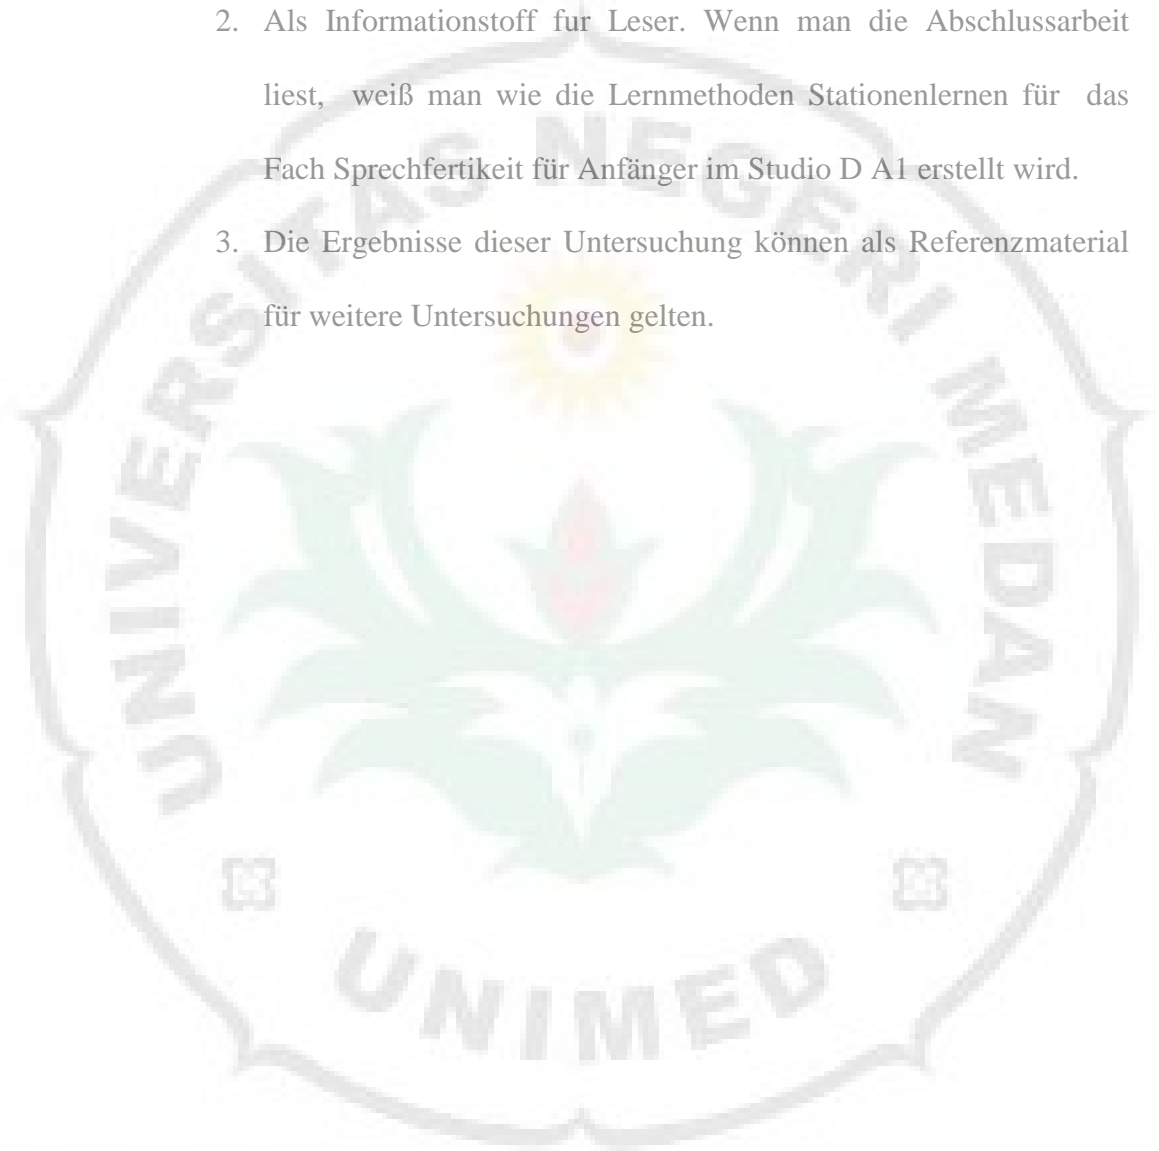 2. Als Informationstoff fur Leser. Wenn man die Abschlussarbeit
liest, weiß man wie die Lernmethoden Stationenlernen für das
Fach Sprechfertikeit für Anfänger im Studio D A1 erstellt wird.
3. Die Ergebnisse dieser Untersuchung können als Referenzmaterial
für weitere Untersuchungen gelten.
UNIVERSITAS NEGERI MEDAN
UNIMED